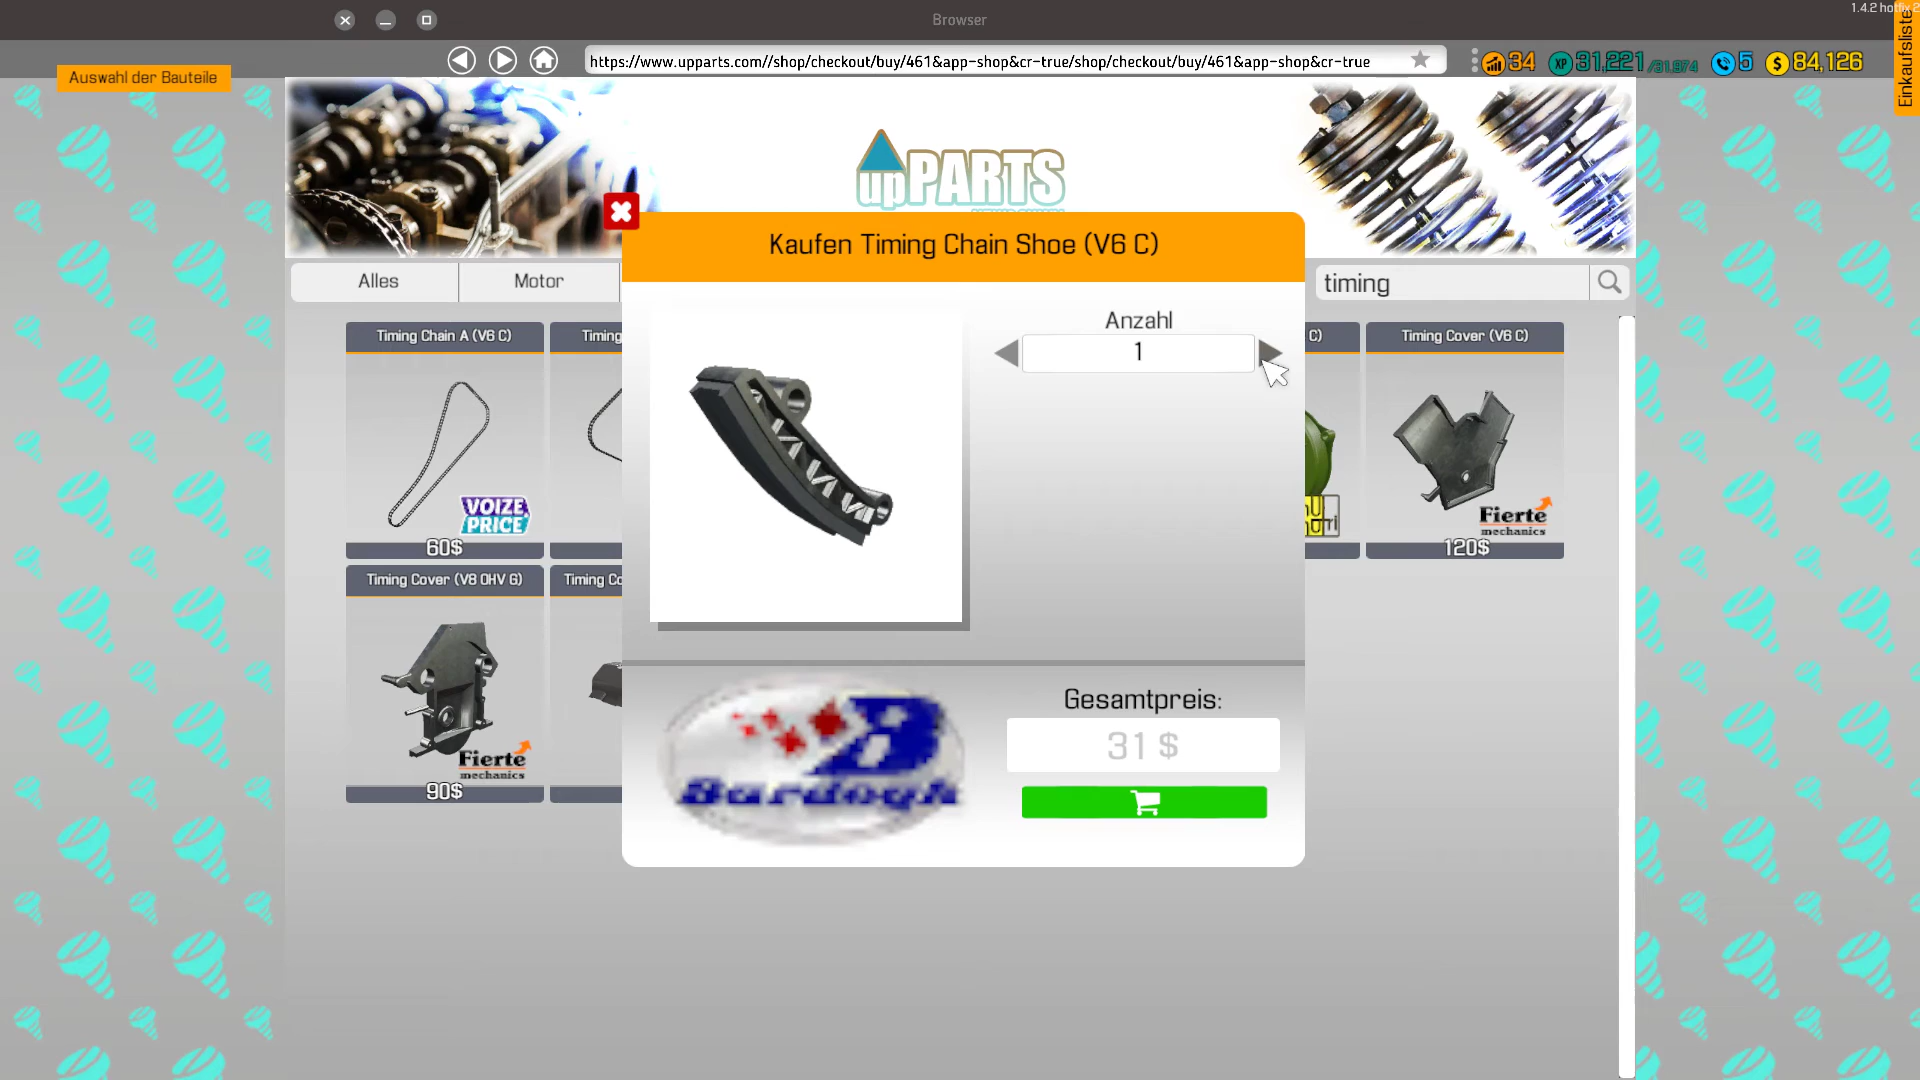 Browser
1.4.2 hotfix 2
https://www.upparts.com//shop/checkout/buy/461&app-shop&cr-true/shop/checkout/buy/461&app-shop&cr-true
34
XP 31,221/31,974
5
$ 84,126
Einkaufsliste
Auswahl der Bauteile
upPARTS
Kaufen Timing Chain Shoe (V6 C)
Alles
Motor
timing
Timing Chain A (V6 C)
Timing
C)
Timing Cover (V6 C)
Anzahl
1
VOIZE
PRICE
Fierte
mechanics
60$
120$
Timing Cover (V8 OHV G)
Timing Co
Fierte
mechanics
90$
Gesamtpreis:
31 $